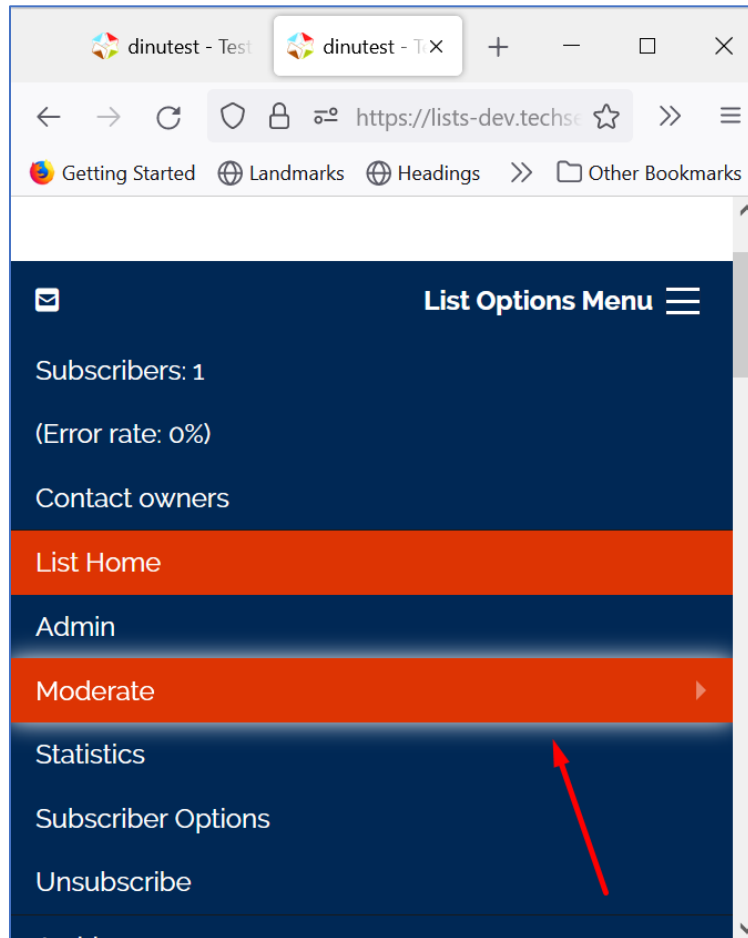 dinutest - Test
dinutest - T
https://lists-dev.techse
Getting Started
Landmarks
Headings
Other Bookmarks
List Options Menu
Subscribers: 1
(Error rate: 0%)
Contact owners
List Home
Admin
Moderate
Statistics
Subscriber Options
Unsubscribe